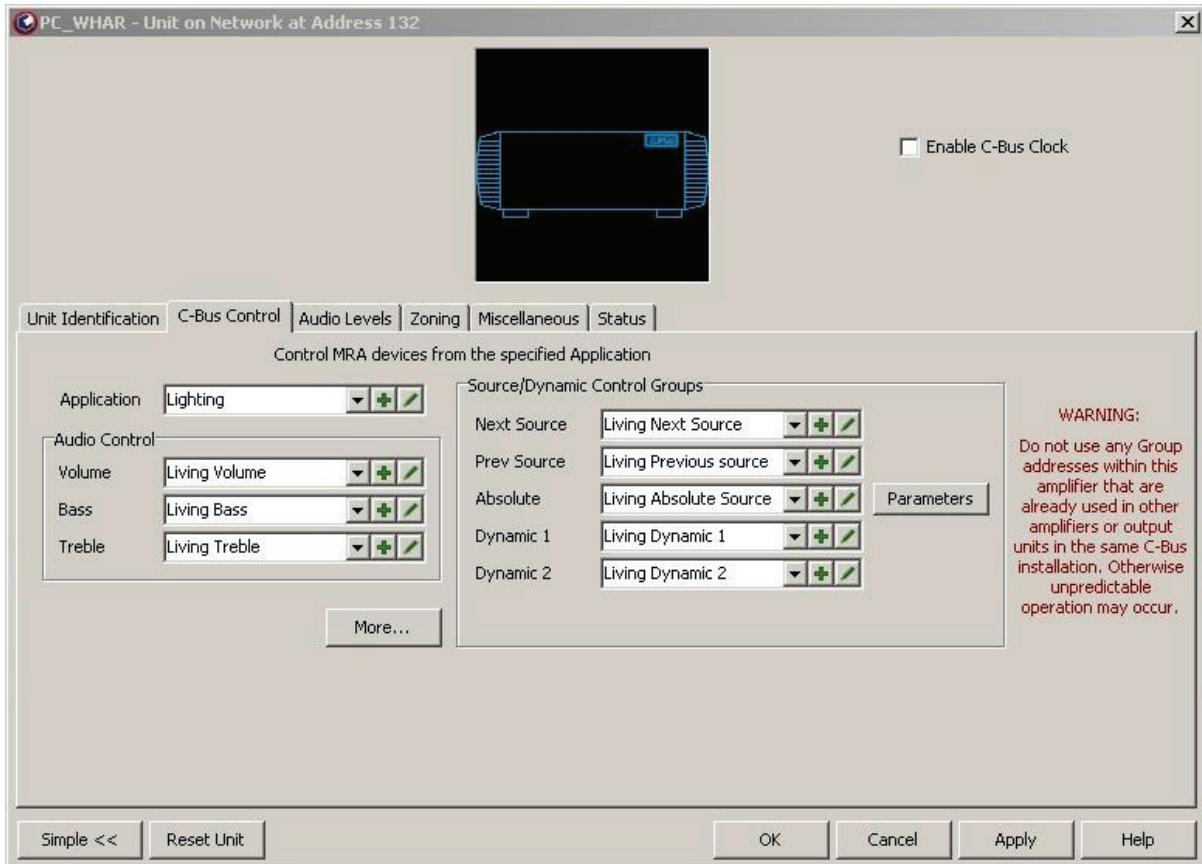 PC_WHAR - Unit on Network at Address 132
Enable C-Bus Clock
Unit Identification
C-Bus Control
Audio Levels
Zoning
Miscellaneous
Status
Control MRA devices from the specified Application
Application
Lighting
Audio Control
Volume
Living Volume
Bass
Living Bass
Treble
Living Treble
More...
Source/Dynamic Control Groups
Next Source
Living Next Source
Prev Source
Living Previous source
Absolute
Living Absolute Source
Parameters
Dynamic 1
Living Dynamic 1
Dynamic 2
Living Dynamic 2
WARNING:
Do not use any Group
addresses within this
amplifier that are
already used in other
amplifiers or output
units in the same C-Bus
installation. Otherwise
unpredictable
operation may occur.
Simple <<
Reset Unit
OK
Cancel
Apply
Help